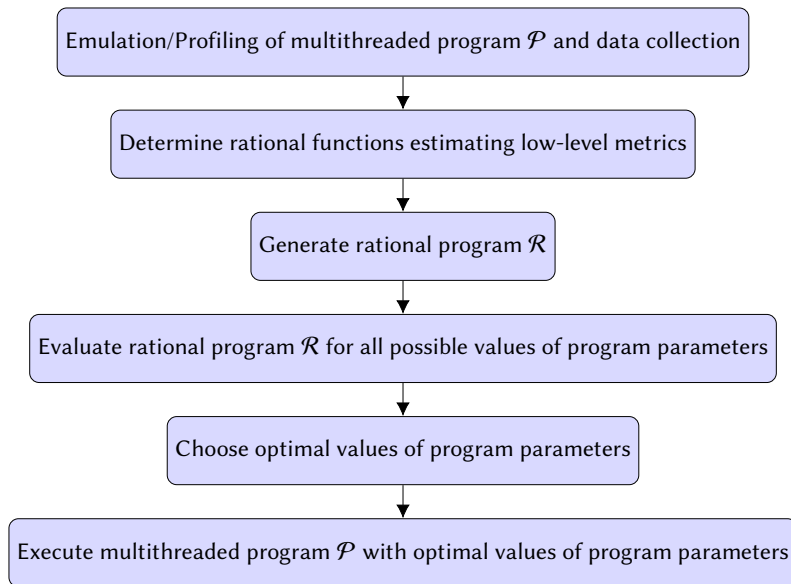 Emulation/Profiling of multithreaded program 𝒫 and data collection
Determine rational functions estimating low-level metrics
Generate rational program ℛ
Evaluate rational program ℛ for all possible values of program parameters
Choose optimal values of program parameters
Execute multithreaded program 𝒫 with optimal values of program parameters